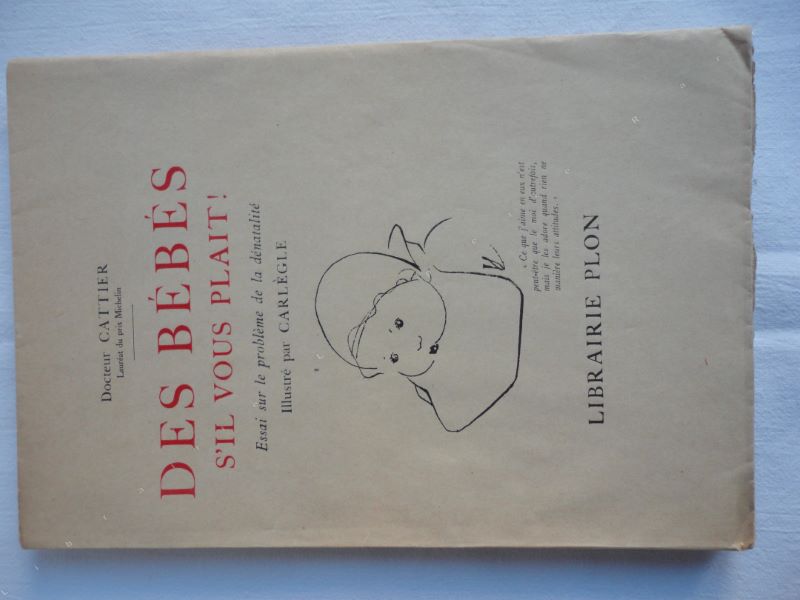 Docteur CATTIER
Lauréat du prix Michelin
DES BÉBÉS
S'IL VOUS PLAIT !
Essai sur le problème de la dénatalité
Illustré par CARLÈGLE
« Ce que j'aime en eux n'est
peut-être que le moi d'autrefois,
mais je les adore quand rien ne
manière leurs attitudes. »
LIBRAIRIE PLON